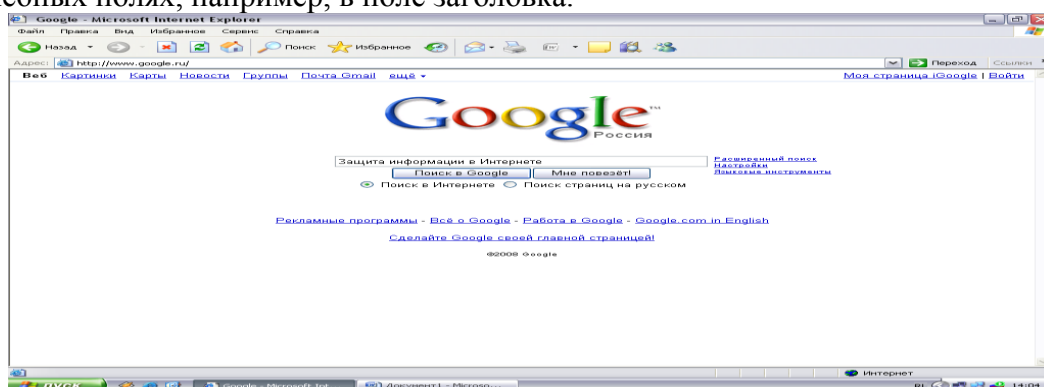 полях, например, в поле заголовка.
Google - Microsoft Internet Explorer
Файл Правка Вид Избранное Сервис Справка
Назад Поиск Избранное
Адрес: http://www.google.ru/ Переход Ссылки
Веб Картинки Карты Новости Группы Почта Gmail ещё Моя страница iGoogle | Войти
Google™
Россия
Защита информации в Интернете
Расширенный поиск
Настройки
Языковые инструменты
Поиск в Google Мне повезёт!
Поиск в Интернете Поиск страниц на русском
Рекламные программы - Всё о Google - Работа в Google - Google.com in English
Сделайте Google своей главной страницей!
©2008 Google
Интернет
пуск Google - Microsoft Int... Документ1 - Microso... RL 14:04